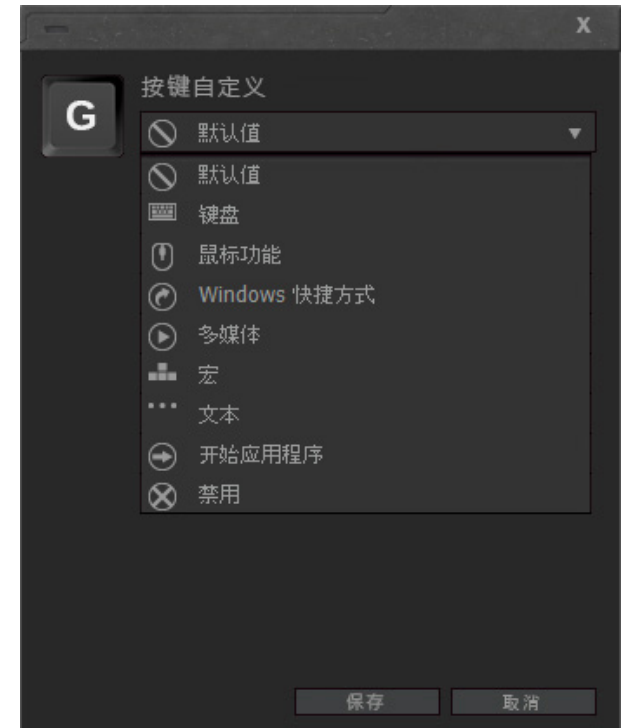 X
G
按键自定义
默认值
默认值
键盘
鼠标功能
Windows 快捷方式
多媒体
宏
文本
开始应用程序
禁用
保存
取消